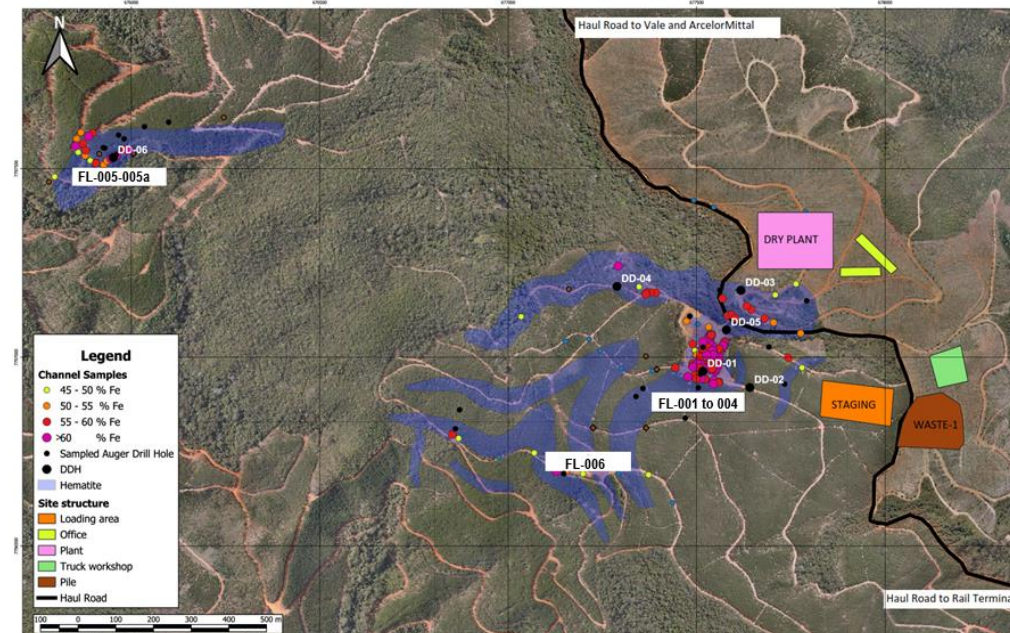 Haul Road to Vale and ArcelorMittal
N
DD-06
FL-005-005a
DRY PLANT
DD-04
DD-03
DD-05
DD-01
DD-02
FL-001 to 004
STAGING
WASTE-1
FL-006
Legend
Channel Samples
45 - 50 % Fe
50 - 55 % Fe
55 - 60 % Fe
>60 % Fe
Sampled Auger Drill Hole
DDH
Hematite
Site structure
Loading area
Office
Plant
Truck workshop
Pile
Haul Road
Haul Road to Rail Termina
100 0 100 200 300 400 500 m